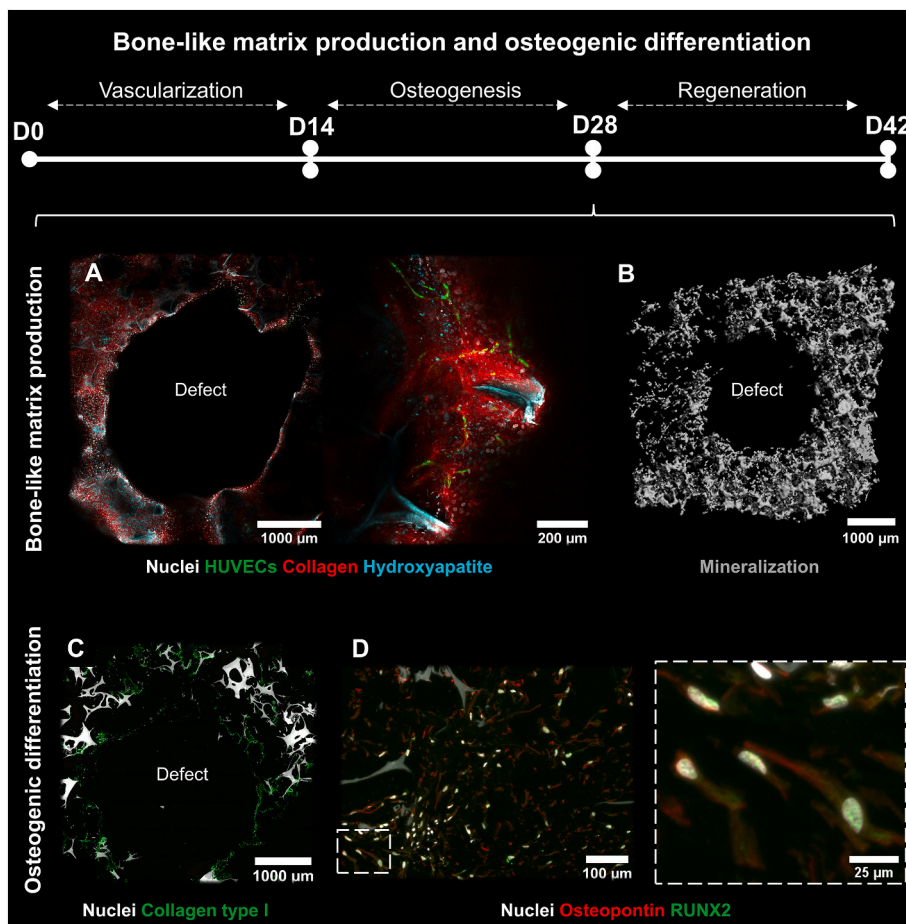 Bone-like matrix production and osteogenic differentiation
Vascularization Osteogenesis Regeneration
D0 D14 D28 D42
Bone-like matrix production
A B
Defect Defect
1000 µm 200 µm 1000 µm
Nuclei HUVECs Collagen Hydroxyapatite Mineralization
Osteogenic differentiation
C D
Defect
1000 µm 100 µm 25 µm
Nuclei Collagen type I Nuclei Osteopontin RUNX2